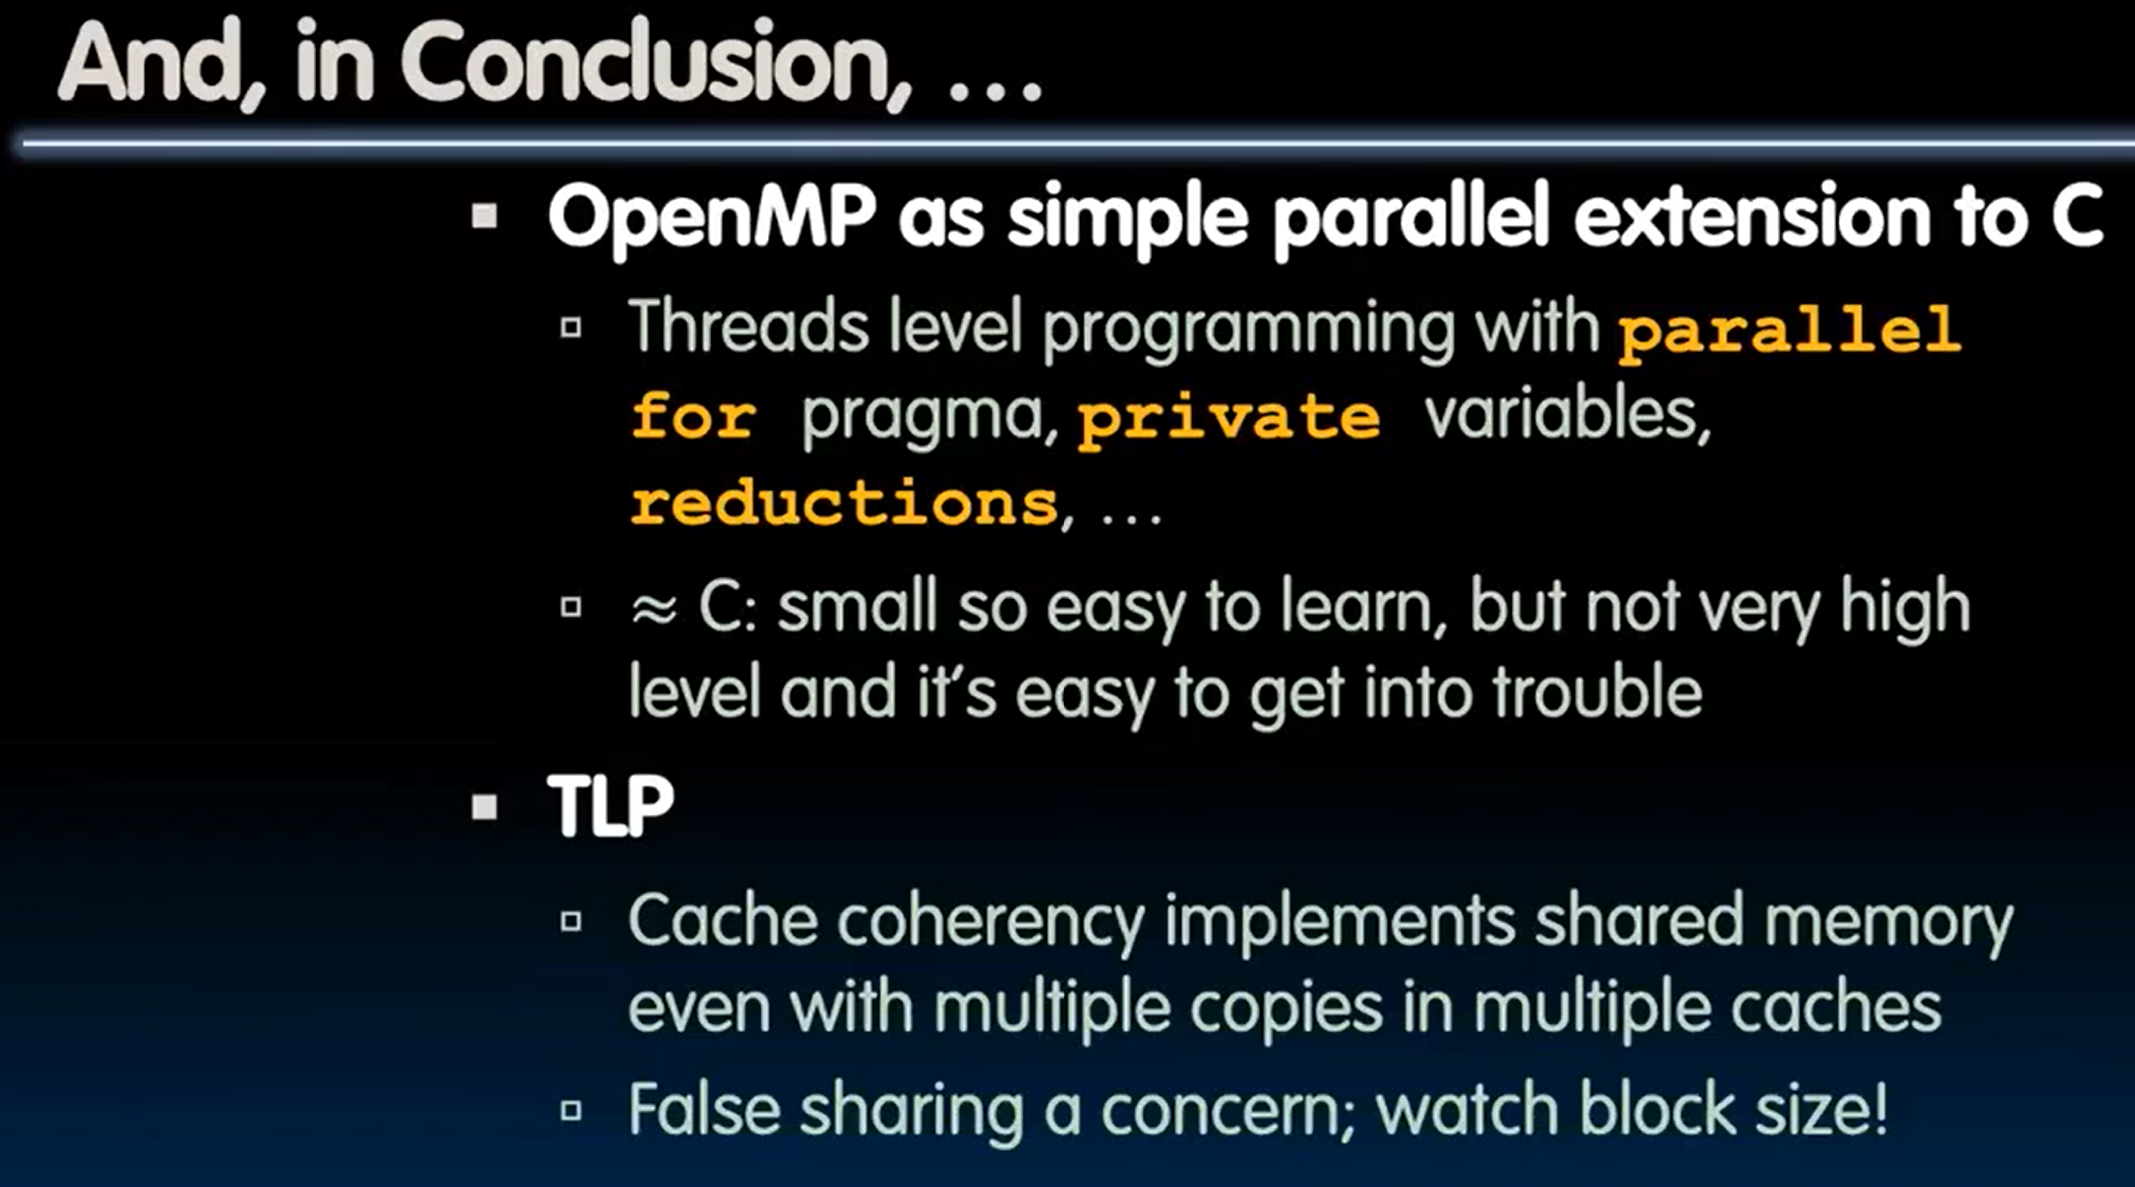 And, in Conclusion, …
OpenMP as simple parallel extension to C
Threads level programming with parallel
for pragma, private variables,
reductions, …
≈ C: small so easy to learn, but not very high
level and it’s easy to get into trouble
TLP
Cache coherency implements shared memory
even with multiple copies in multiple caches
False sharing a concern; watch block size!